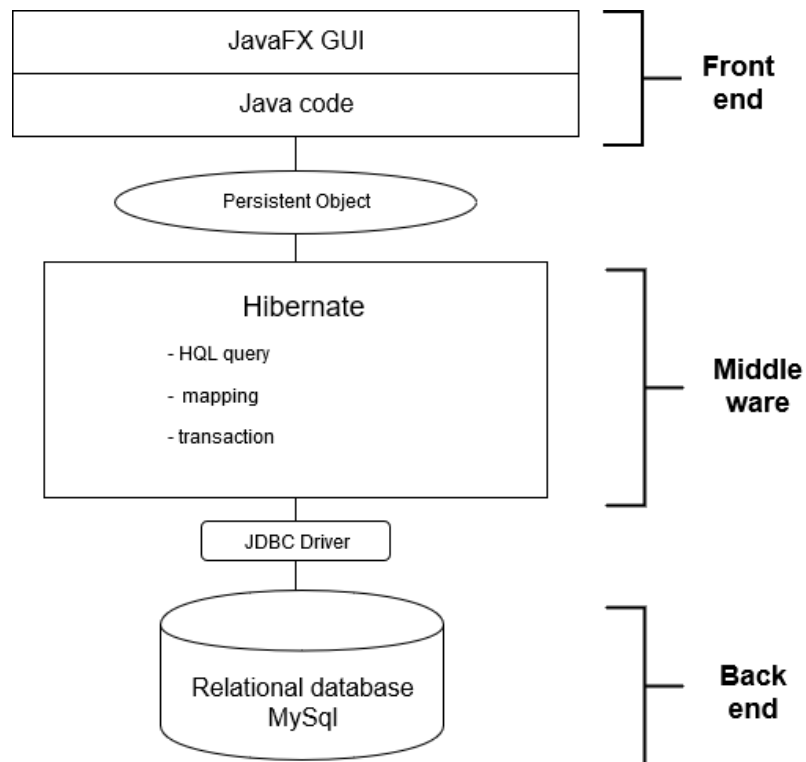 JavaFX GUI
Java code
Front
end
Persistent Object
Hibernate
- HQL query
- mapping
- transaction
Middle
ware
JDBC Driver
Relational database
MySql
Back
end